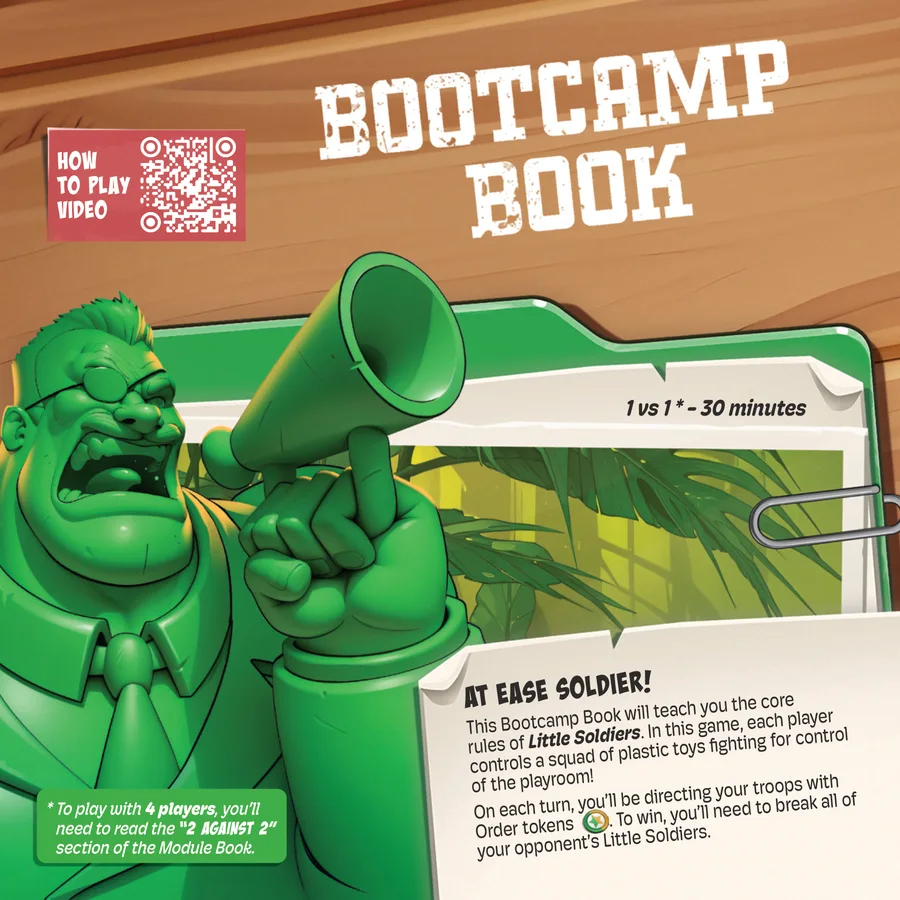 BOOTCAMP
BOOK
HOW
TO PLAY
VIDEO
1 vs 1 * - 30 minutes
AT EASE SOLDIER!
This Bootcamp Book will teach you the core
rules of Little Soldiers. In this game, each player
controls a squad of plastic toys fighting for control
of the playroom!
On each turn, you'll be directing your troops with
Order tokens . To win, you'll need to break all of
your opponent's Little Soldiers.
* To play with 4 players, you'll
need to read the "2 AGAINST 2"
section of the Module Book.